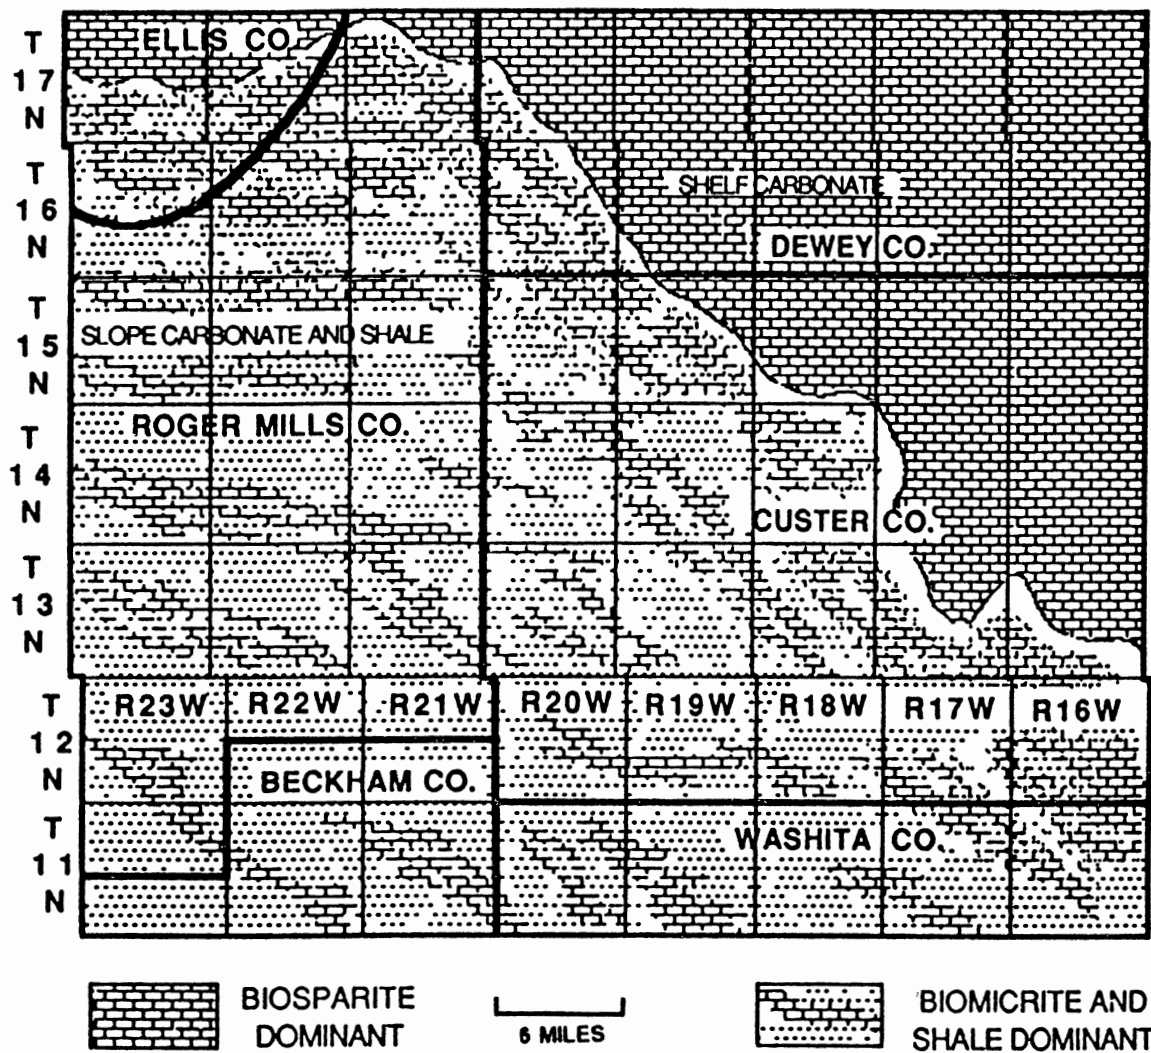 T
17
N
ELLIS CO.
T
16
N
SHELF CARBONATE
DEWEY CO.
T
15
N
SLOPE CARBONATE AND SHALE
ROGER MILLS CO.
T
14
N
CUSTER CO.
T
13
N
T
12
N
R23W R22W R21W R20W R19W R18W R17W R16W
BECKHAM CO.
T
11
N
WASHITA CO.
BIOSPARITE
DOMINANT
6 MILES
BIOMICRITE AND
SHALE DOMINANT